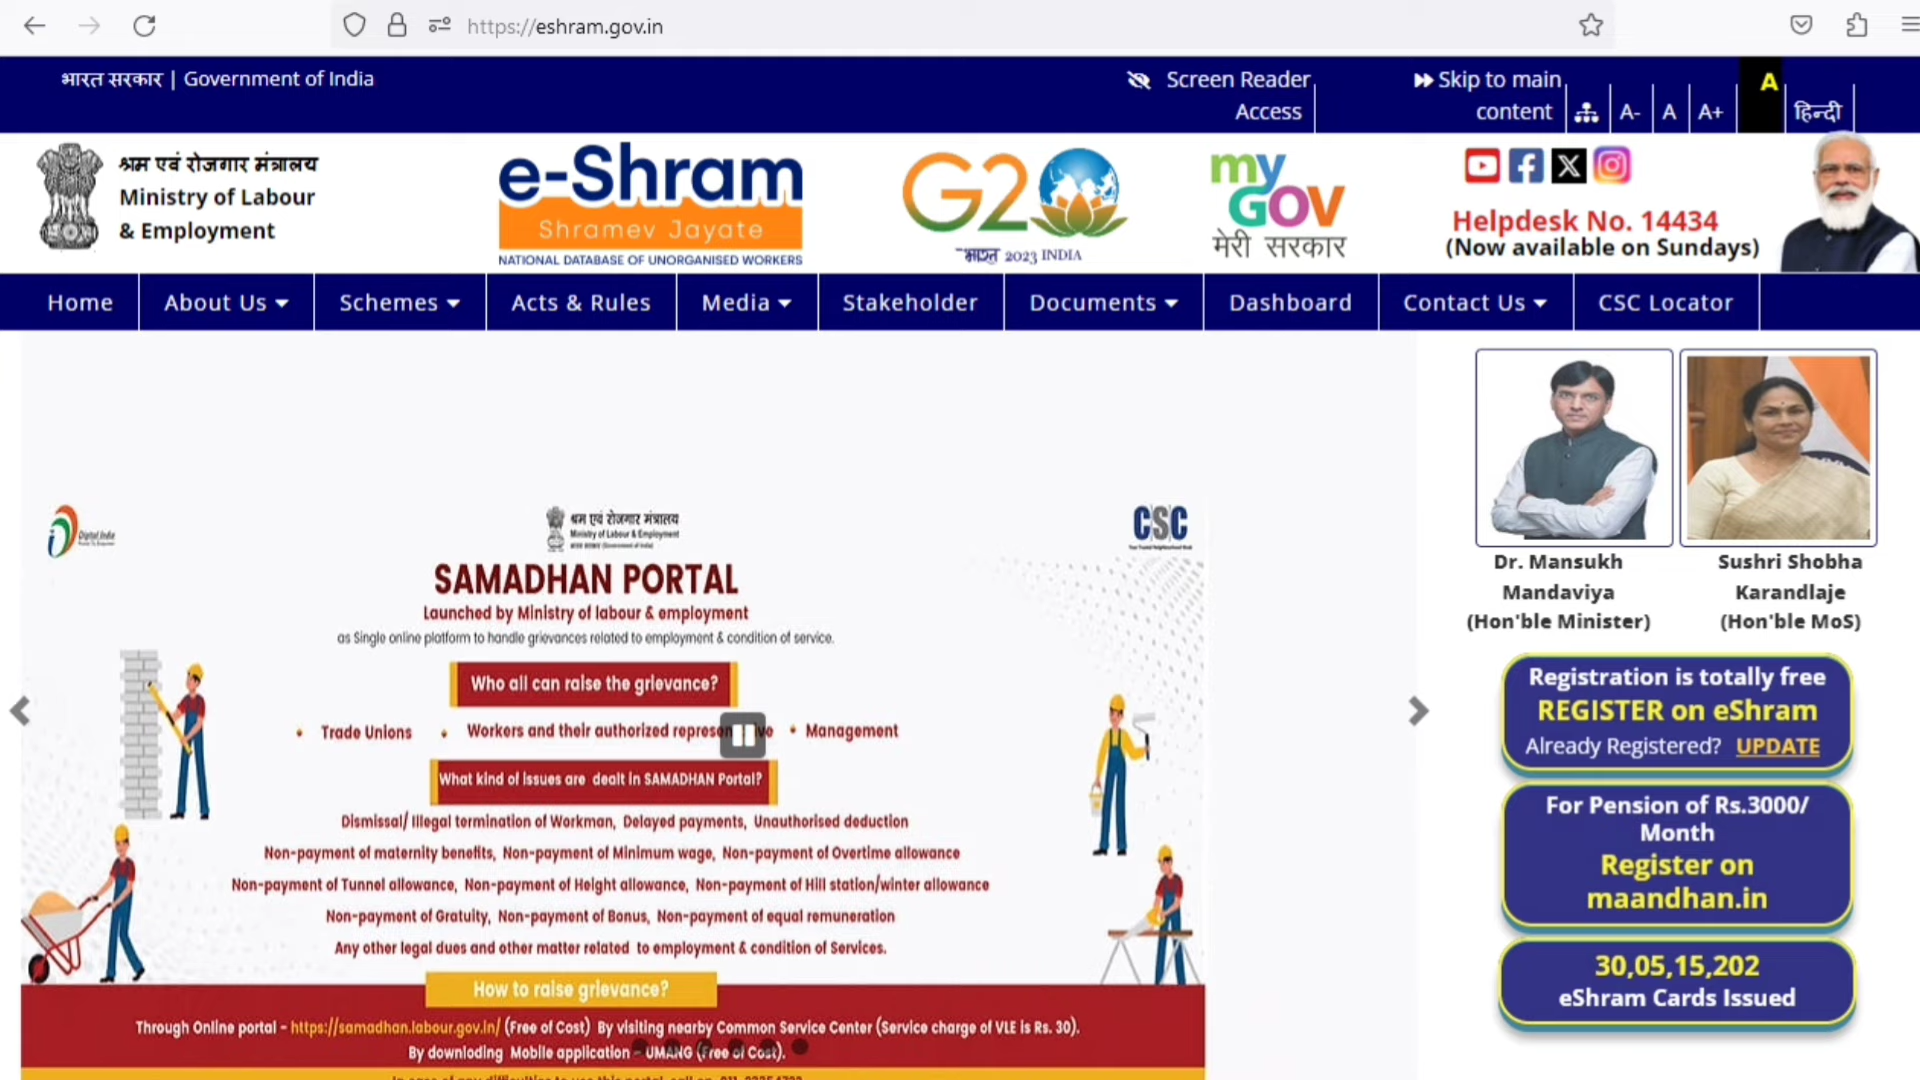 https://eshram.gov.in
भारत सरकार | Government of India
Screen Reader Access
Skip to main content
A-
A
A+
A
हिन्दी
श्रम एवं रोजगार मंत्रालय
Ministry of Labour
& Employment
e-Shram
Shramev Jayate
NATIONAL DATABASE OF UNORGANISED WORKERS
G20
भारत 2023 INDIA
my
GOV
मेरी सरकार
Helpdesk No. 14434
(Now available on Sundays)
Home
About Us
Schemes
Acts & Rules
Media
Stakeholder
Documents
Dashboard
Contact Us
CSC Locator
Digital India
श्रम एवं रोजगार मंत्रालय
Ministry of Labour & Employment
CSC
SAMADHAN PORTAL
Launched by Ministry of labour & employment
as Single online platform to handle grievances related to employment & condition of service.
Who all can raise the grievance?
• Trade Unions • Workers and their authorized • Management
What kind of issues are dealt in SAMADHAN Portal?
Dismissal/ Illegal termination of Workman, Delayed payments, Unauthorised deduction
Non-payment of maternity benefits, Non-payment of Minimum wage, Non-payment of Overtime allowance
Non-payment of Tunnel allowance, Non-payment of Height allowance, Non-payment of Hill station/winter allowance
Non-payment of Gratuity, Non-payment of Bonus, Non-payment of equal remuneration
Any other legal dues and other matter related to employment & condition of Services.
How to raise grievance?
Through Online portal - https://samadhan.labour.gov.in/ (Free of Cost) By visiting nearby Common Service Center (Service charge of VLE is Rs. 30).
By downloding Mobile application - UMANG (Free of Cost).
Dr. Mansukh
Mandaviya
(Hon'ble Minister)
Sushri Shobha
Karandlaje
(Hon'ble MoS)
Registration is totally free
REGISTER on eShram
Already Registered? UPDATE
For Pension of Rs.3000/
Month
Register on
maandhan.in
30,05,15,202
eShram Cards Issued